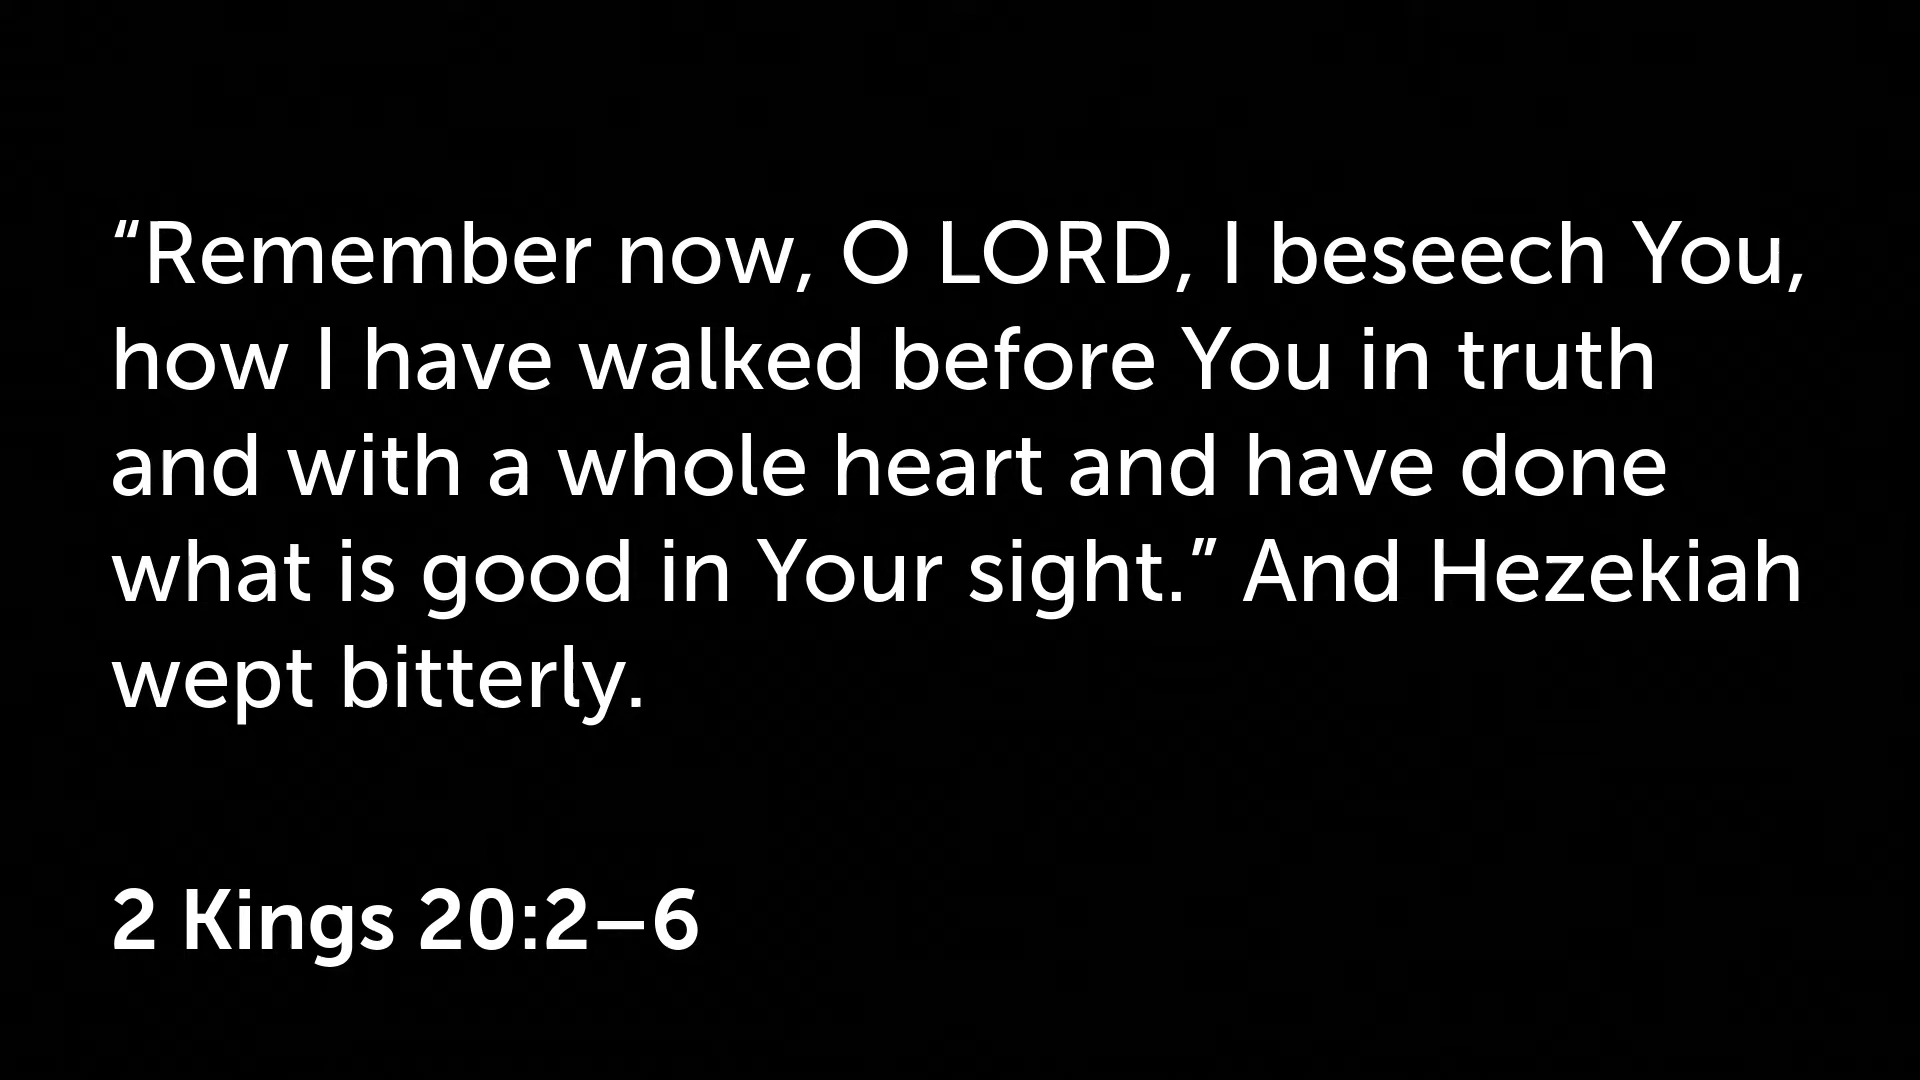 “Remember now, O LORD, I beseech You,
how I have walked before You in truth
and with a whole heart and have done
what is good in Your sight.” And Hezekiah
wept bitterly.
2 Kings 20:2–6